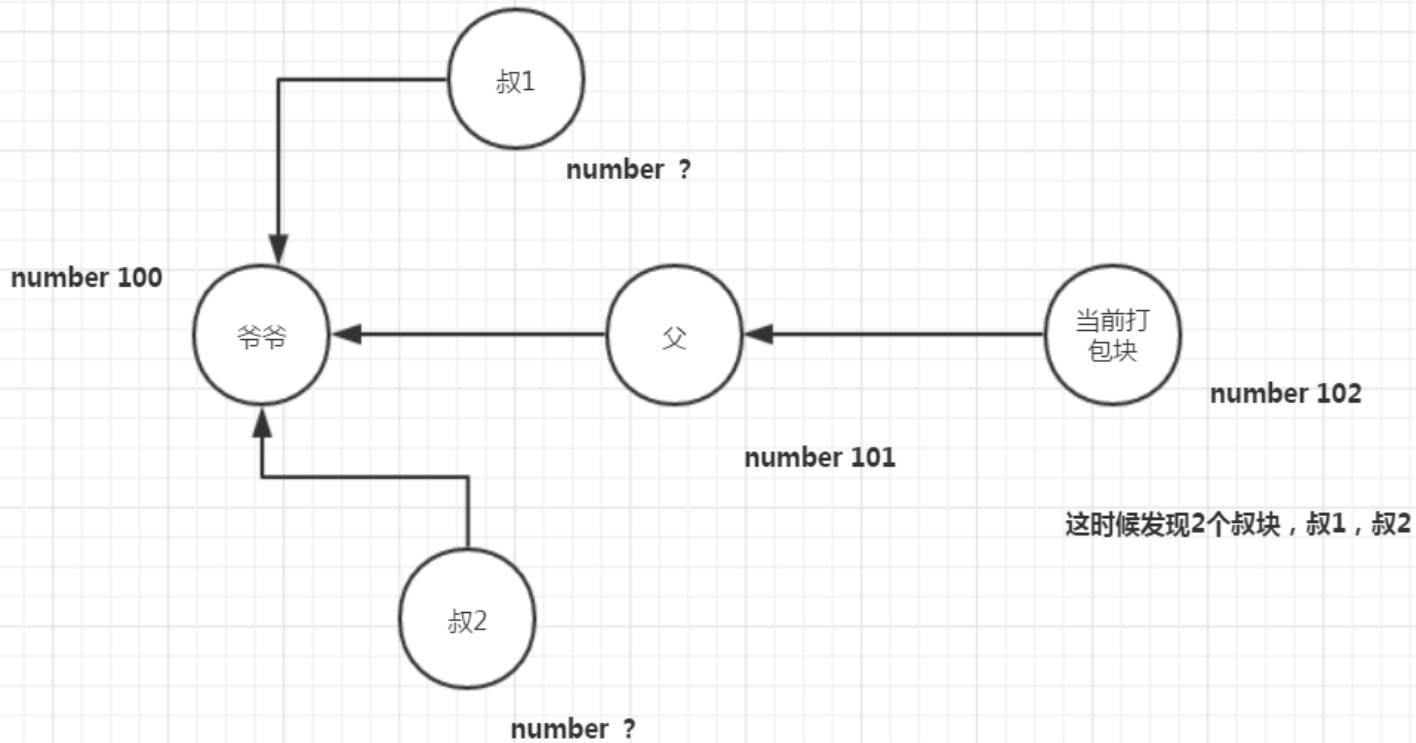 叔1
number ?
number 100
爷爷
父
当前打
包块
number 102
number 101
这时候发现2个叔块，叔1，叔2
叔2
number ?